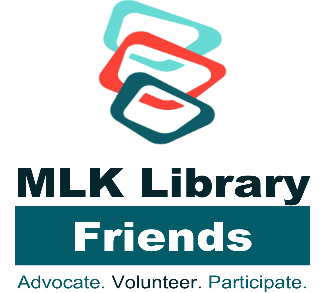 MLK Library
Friends
Advocate. Volunteer. Participate.